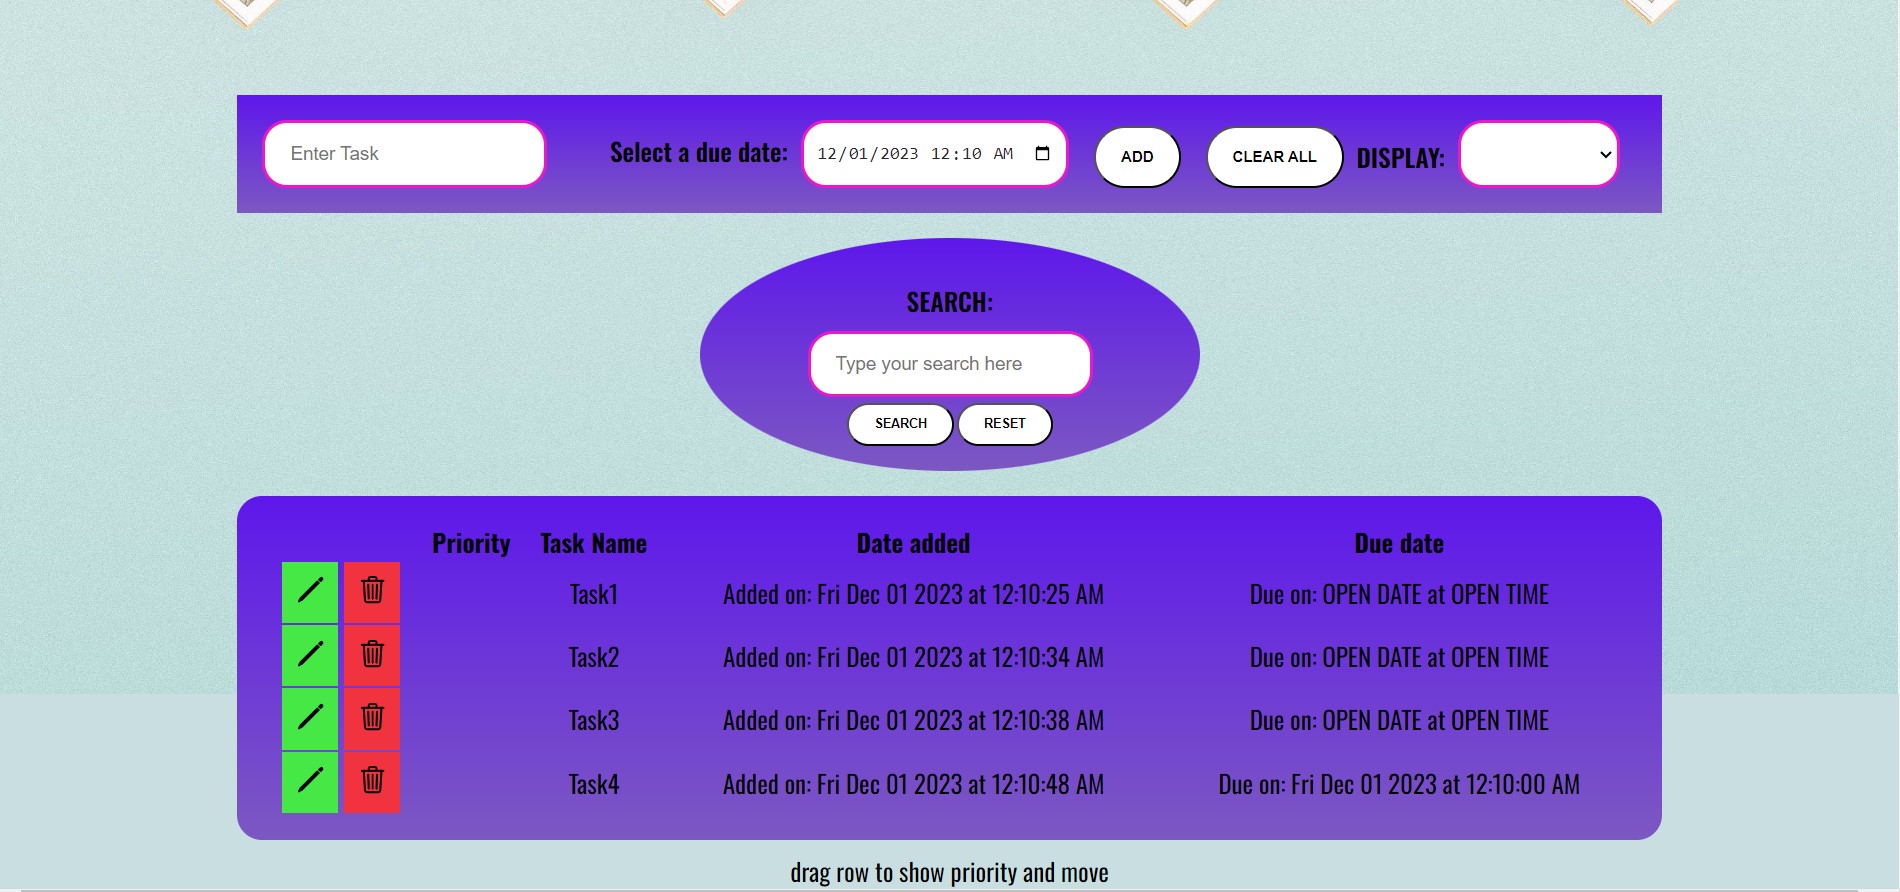 Enter Task
Select a due date:
12/01/2023 12:10 AM
ADD
CLEAR ALL
DISPLAY:
SEARCH:
Type your search here
SEARCH RESET
Priority Task Name Date added Due date
Task1 Added on: Fri Dec 01 2023 at 12:10:25 AM Due on: OPEN DATE at OPEN TIME
Task2 Added on: Fri Dec 01 2023 at 12:10:34 AM Due on: OPEN DATE at OPEN TIME
Task3 Added on: Fri Dec 01 2023 at 12:10:38 AM Due on: OPEN DATE at OPEN TIME
Task4 Added on: Fri Dec 01 2023 at 12:10:48 AM Due on: Fri Dec 01 2023 at 12:10:00 AM
drag row to show priority and move